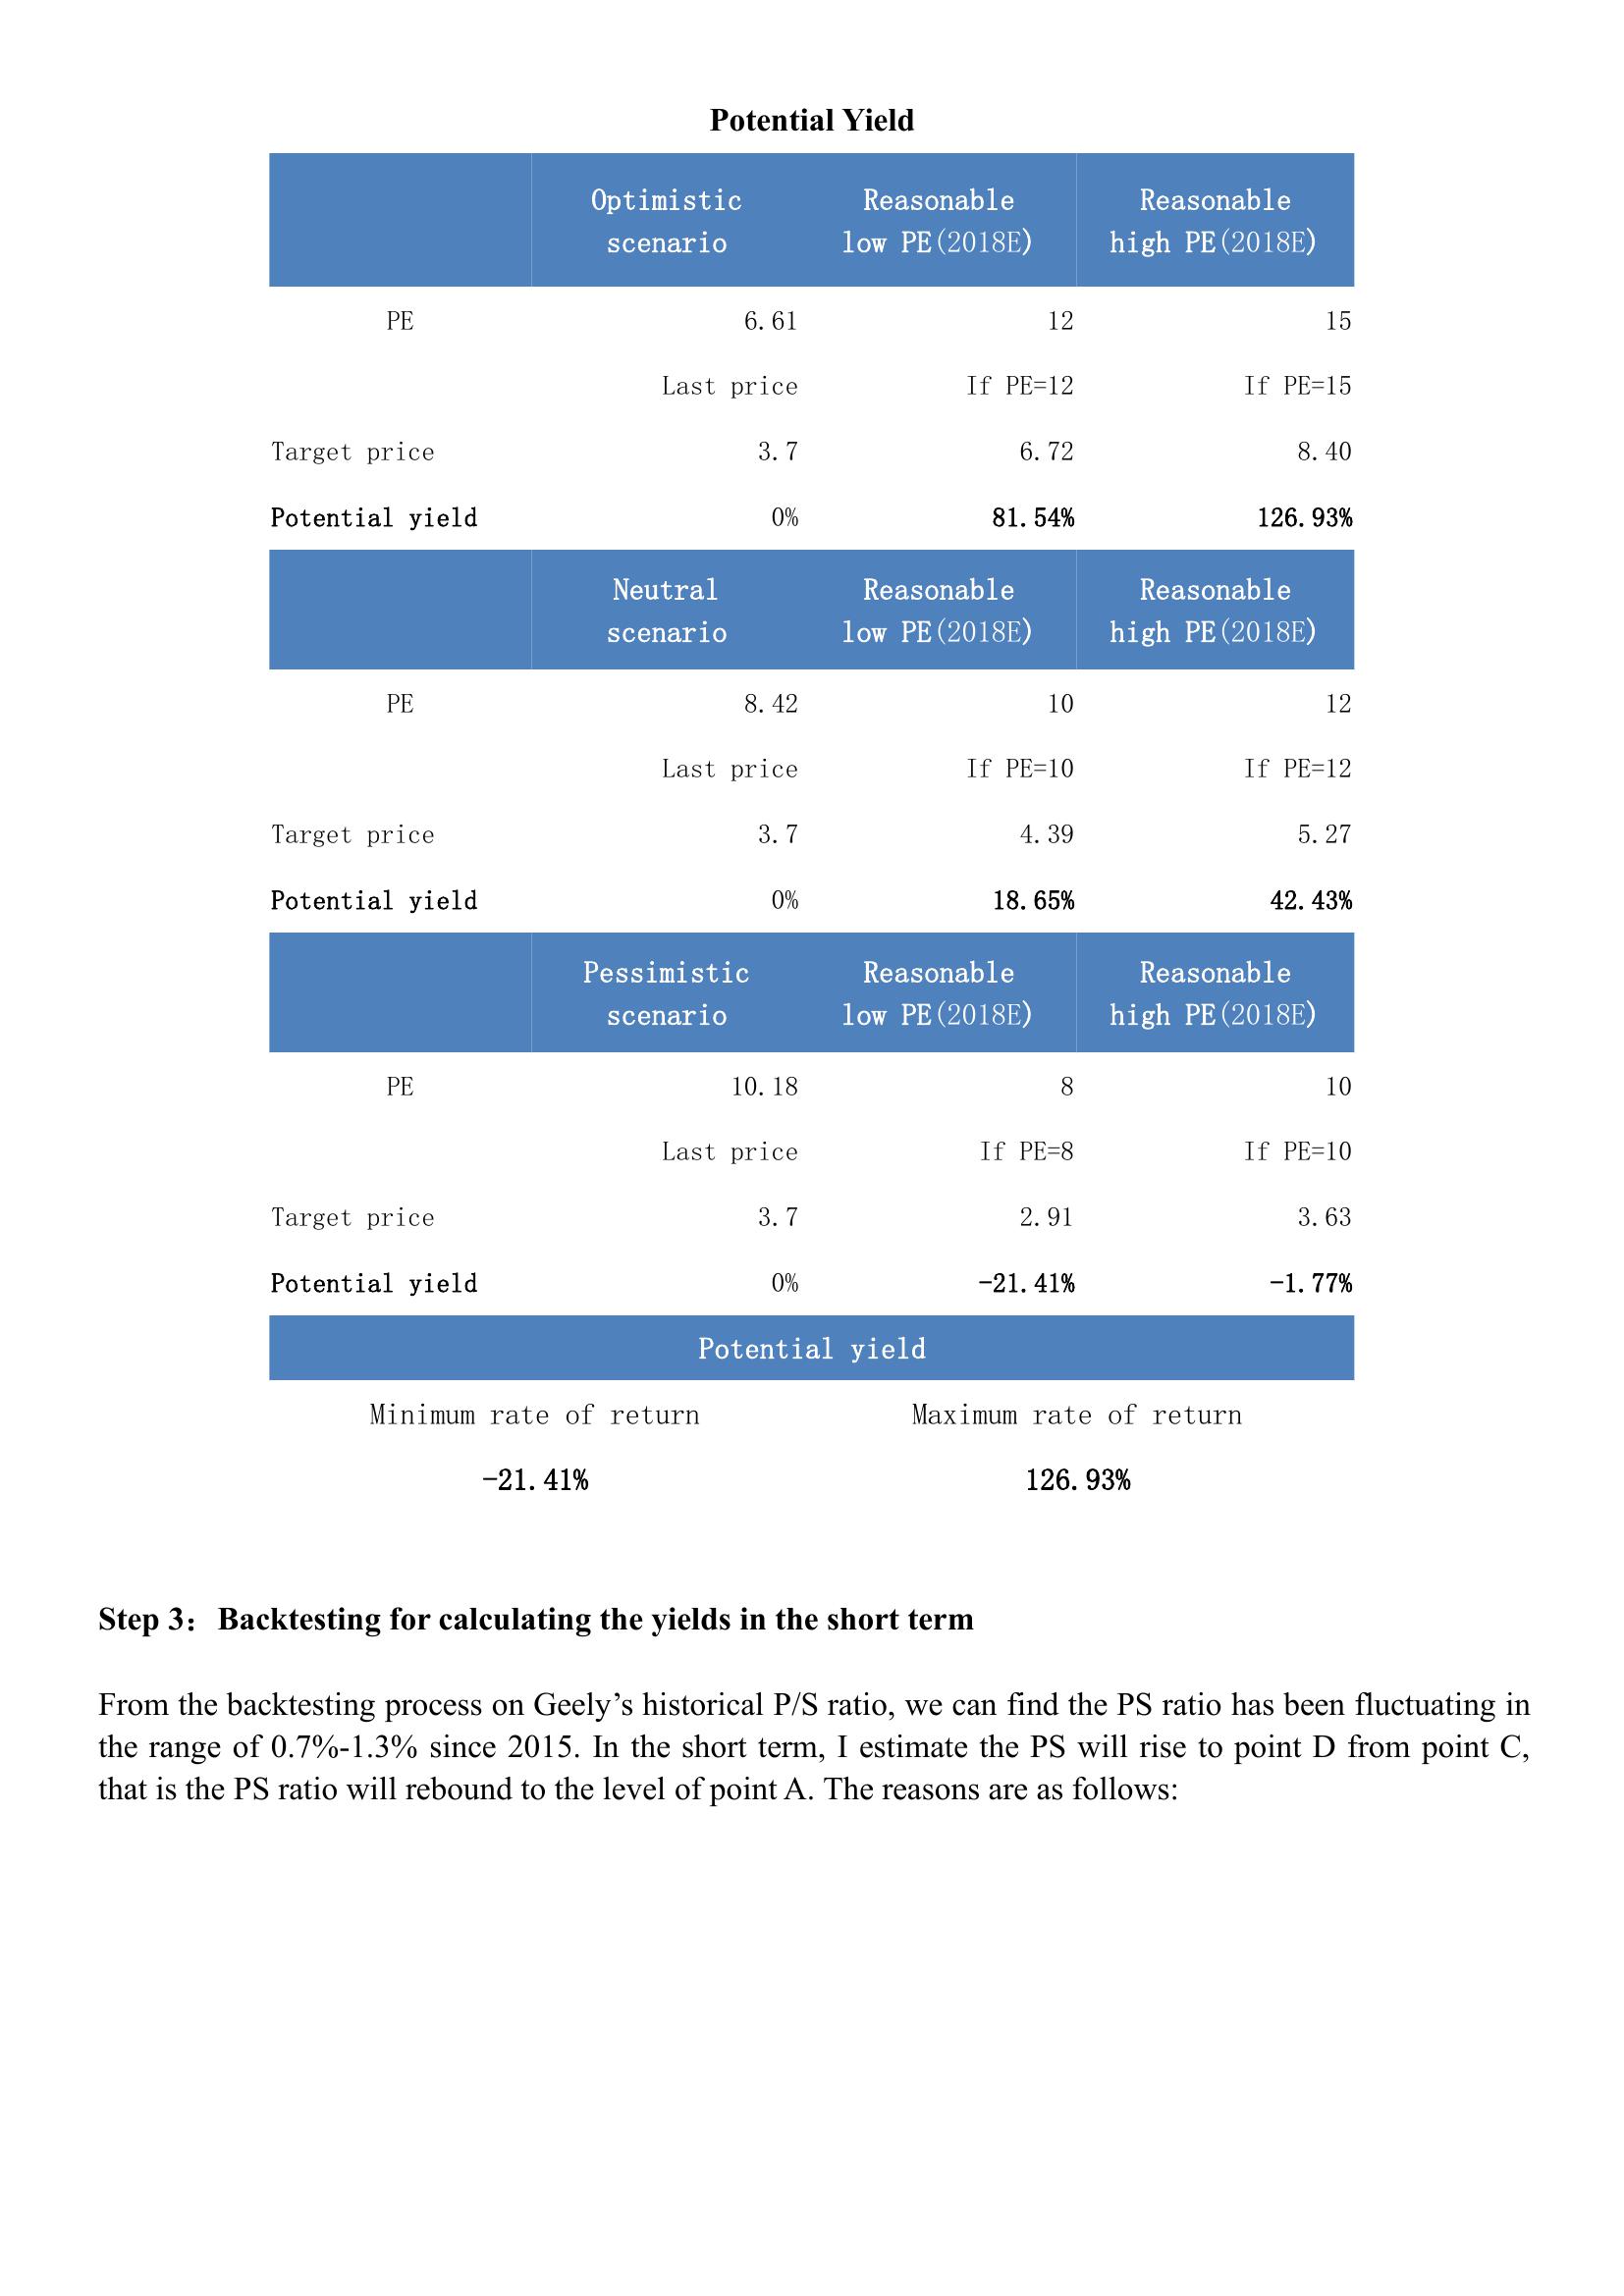 Potential Yield
Optimistic scenario Reasonable low PE(2018E) Reasonable high PE(2018E)
PE 6.61 12 15
Last price If PE=12 If PE=15
Target price 3.7 6.72 8.40
Potential yield 0% 81.54% 126.93%
Neutral scenario Reasonable low PE(2018E) Reasonable high PE(2018E)
PE 8.42 10 12
Last price If PE=10 If PE=12
Target price 3.7 4.39 5.27
Potential yield 0% 18.65% 42.43%
Pessimistic scenario Reasonable low PE(2018E) Reasonable high PE(2018E)
PE 10.18 8 10
Last price If PE=8 If PE=10
Target price 3.7 2.91 3.63
Potential yield 0% -21.41% -1.77%
Potential yield
Minimum rate of return Maximum rate of return
-21.41% 126.93%
Step 3： Backtesting for calculating the yields in the short term
From the backtesting process on Geely’s historical P/S ratio, we can find the PS ratio has been fluctuating in
the range of 0.7%-1.3% since 2015. In the short term, I estimate the PS will rise to point D from point C,
that is the PS ratio will rebound to the level of point A. The reasons are as follows: